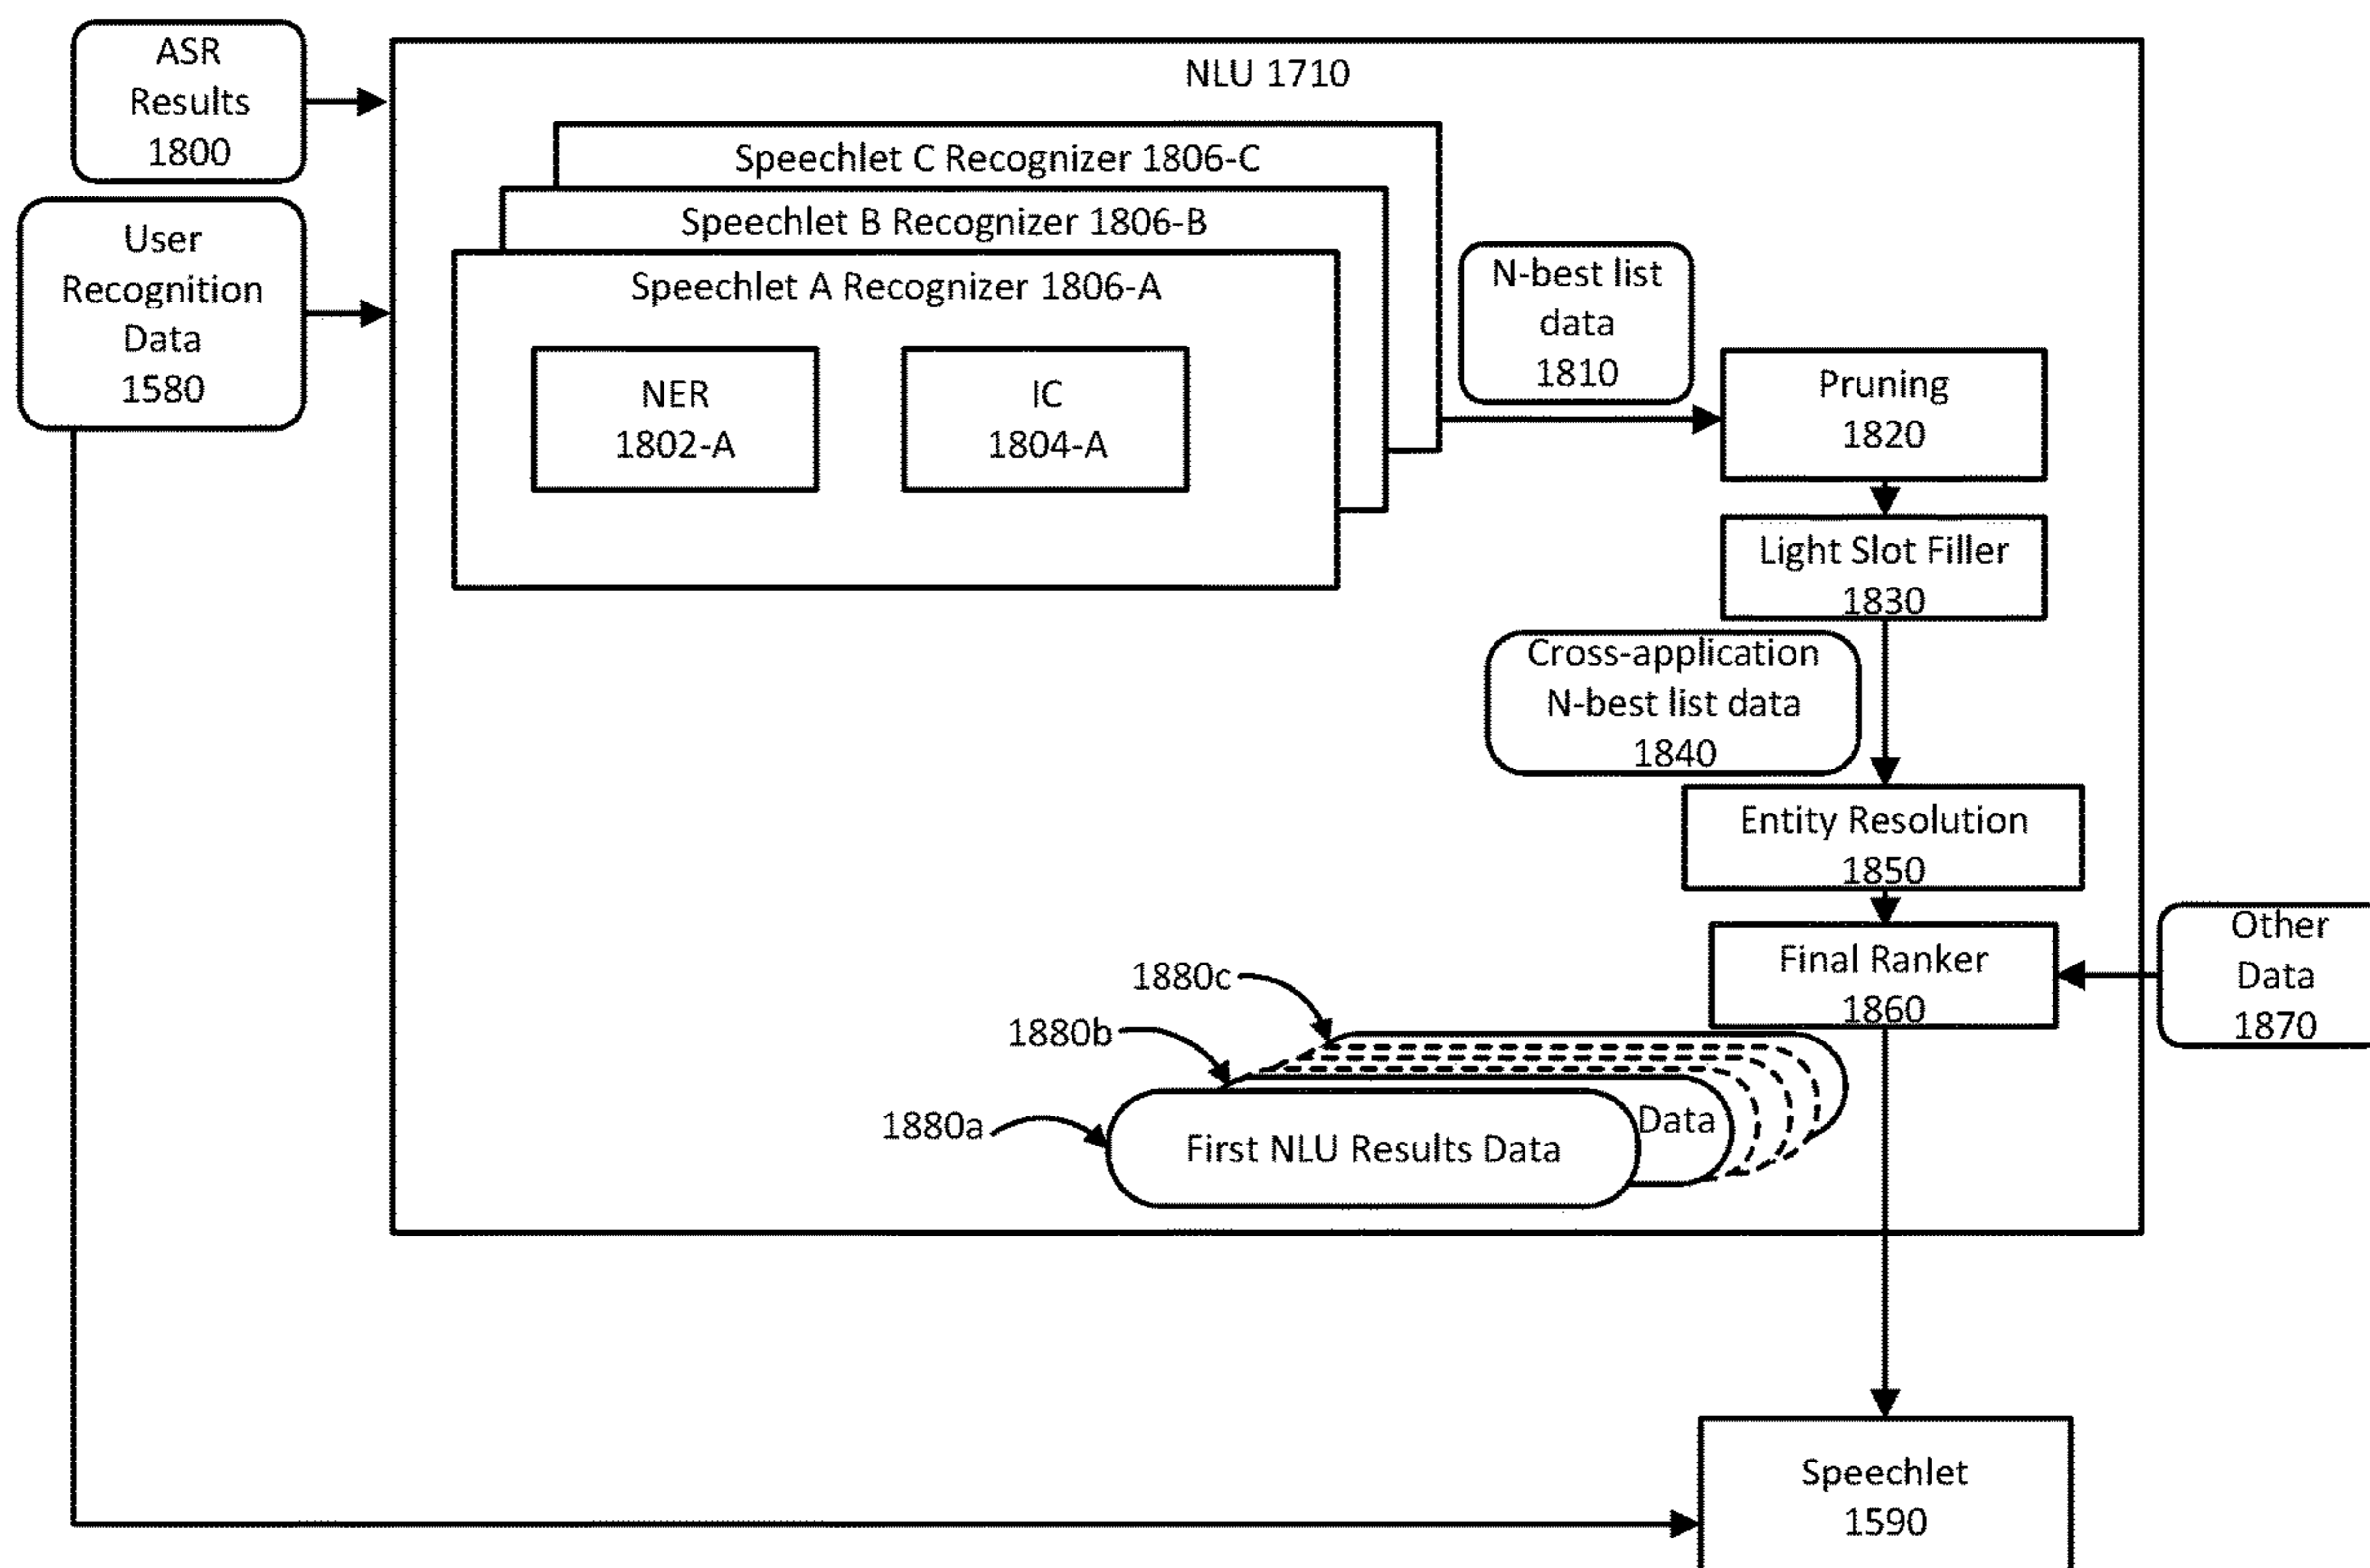 ASR
Results
1800
User
Recognition
Data
1580
NLU 1710
Speechlet C Recognizer 1806-C
Speechlet B Recognizer 1806-B
Speechlet A Recognizer 1806-A
NER
1802-A
IC
1804-A
N-best list
data
1810
Pruning
1820
Light Slot Filler
1830
Cross-application
N-best list data
1840
Entity Resolution
1850
Final Ranker
1860
Other
Data
1870
1880c
1880b
1880a
First NLU Results Data
Data
Speechlet
1590